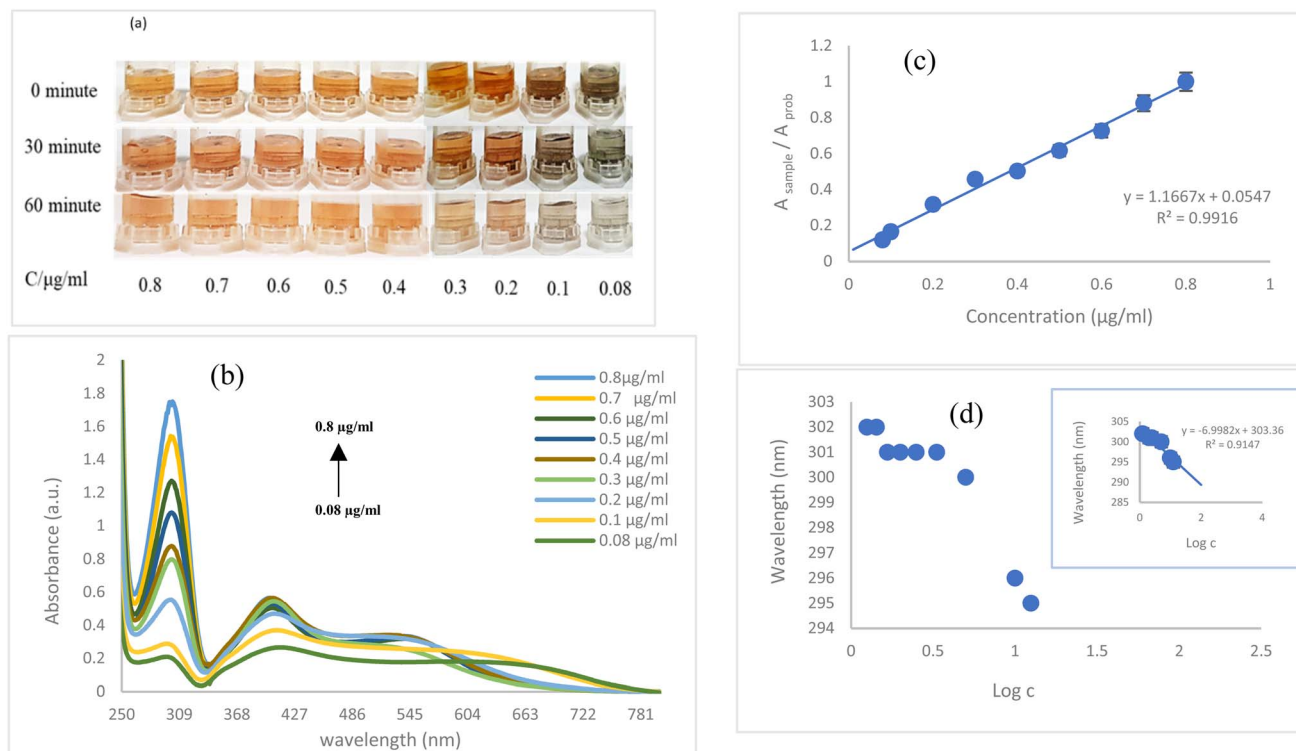 (a)
0 minute
30 minute
60 minute
C/µg/ml 0.8 0.7 0.6 0.5 0.4 0.3 0.2 0.1 0.08
(b)
Absorbance (a.u.)
2
1.8
1.6
1.4
1.2
1
0.8
0.6
0.4
0.2
0
250 309 368 427 486 545 604 663 722 781
wavelength (nm)
0.8 µg/ml
0.08 µg/ml
0.8µg/ml
0.7 µg/ml
0.6 µg/ml
0.5 µg/ml
0.4 µg/ml
0.3 µg/ml
0.2 µg/ml
0.1 µg/ml
0.08 µg/ml
(c)
A sample / A prob
1.2
1
0.8
0.6
0.4
0.2
0
0 0.2 0.4 0.6 0.8 1
Concentration (µg/ml)
y = 1.1667x + 0.0547
R² = 0.9916
(d)
Wavelength (nm)
303
302
301
300
299
298
297
296
295
294
0 0.5 1 1.5 2 2.5
Log c
Wavelength (nm)
305
300
295
290
285
0 2 4
Log c
y = -6.9982x + 303.36
R² = 0.9147